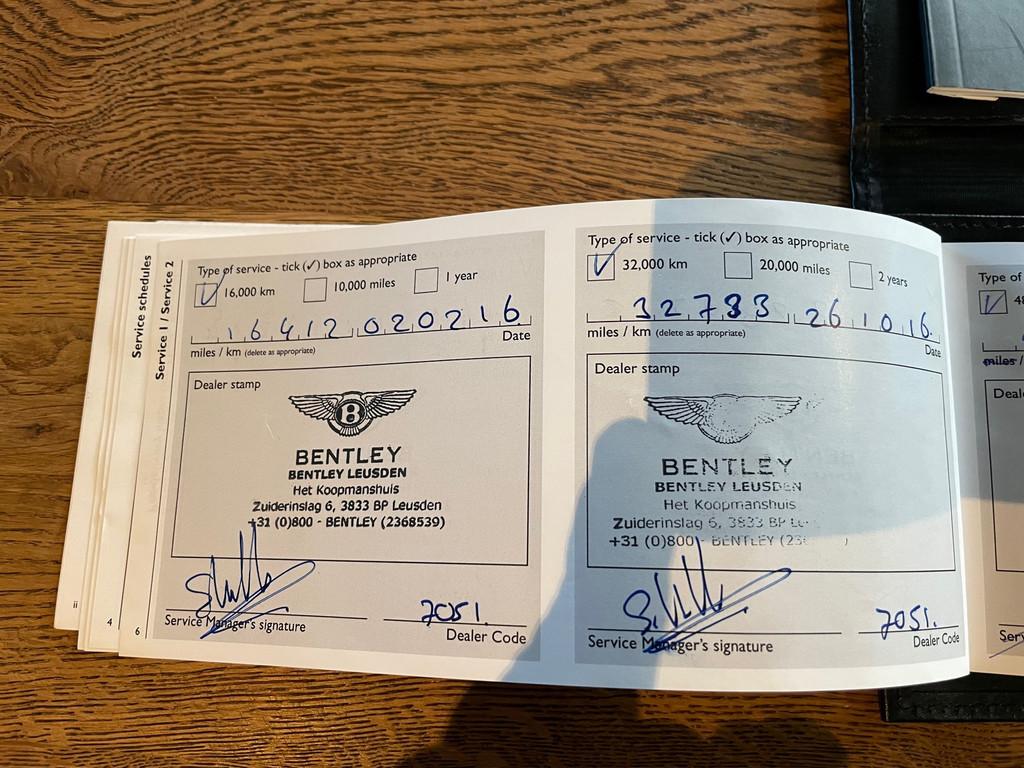 Service schedules
Service 1 / Service 2
Type of service - tick (✓) box as appropriate
✓ 16,000 km 10,000 miles 1 year
16412 020216
miles / km (delete as appropriate) Date
Dealer stamp
B
BENTLEY
BENTLEY LEUSDEN
Het Koopmanshuis
Zuiderinslag 6, 3833 BP Leusden
+31 (0)800 - BENTLEY (2368539)
7051.
Service Manager's signature Dealer Code
ii
4
6
Type of service - tick (✓) box as appropriate
✓ 32,000 km 20,000 miles 2 years
32783 261016.
miles / km (delete as appropriate) Date
Dealer stamp
BENTLEY
BENTLEY LEUSDEN
Het Koopmanshuis
Zuiderinslag 6, 3833 BP
+31 (0)800 - BENTLEY
7051.
Service Manager's signature Dealer Code
Type of
✓ 48
miles /
Deal
Serv